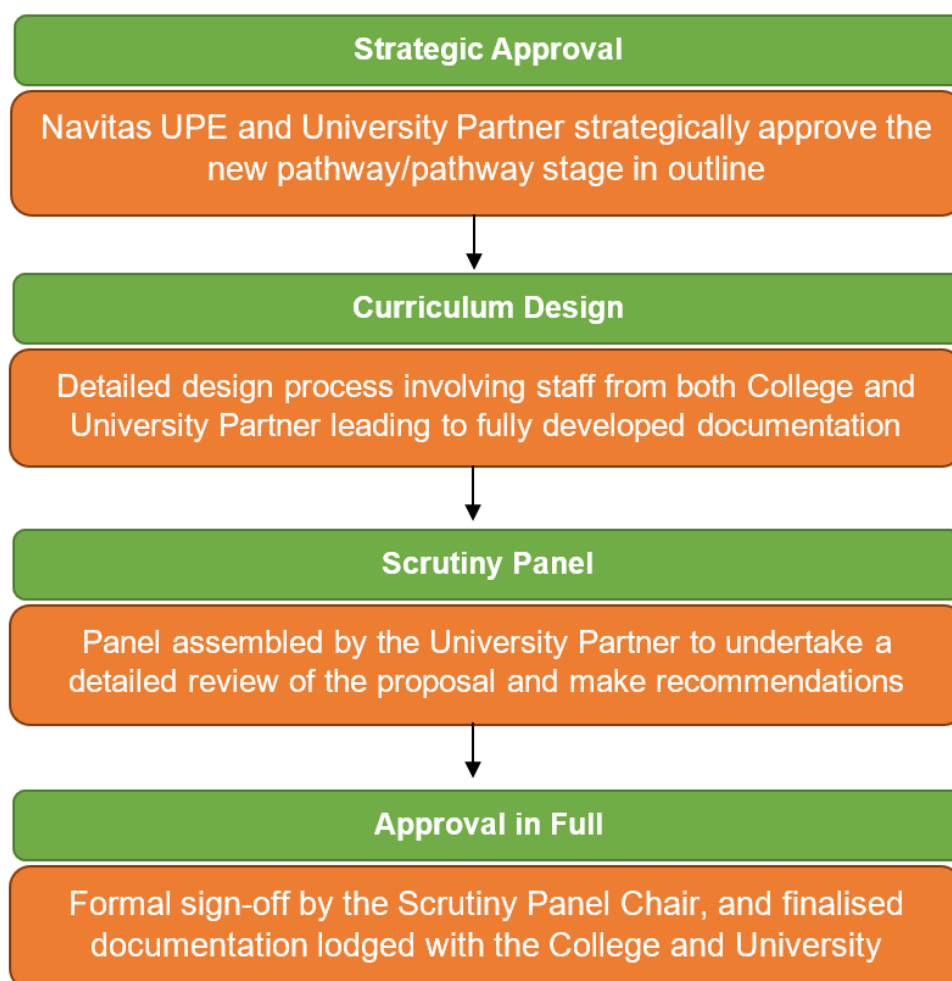 Strategic Approval
Navitas UPE and University Partner strategically approve the
new pathway/pathway stage in outline
Curriculum Design
Detailed design process involving staff from both College and
University Partner leading to fully developed documentation
Scrutiny Panel
Panel assembled by the University Partner to undertake a
detailed review of the proposal and make recommendations
Approval in Full
Formal sign-off by the Scrutiny Panel Chair, and finalised
documentation lodged with the College and University